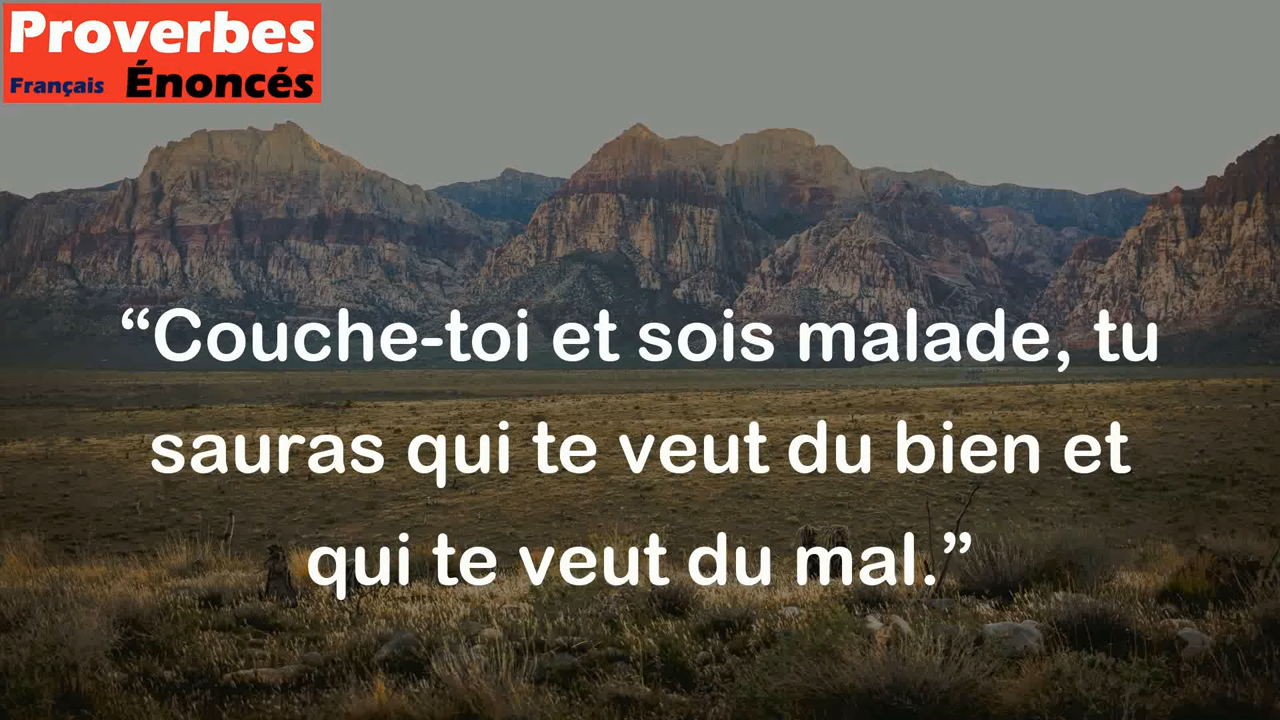 Proverbes
Français Énoncés
“Couche-toi et sois malade, tu
sauras qui te veut du bien et
qui te veut du mal.”